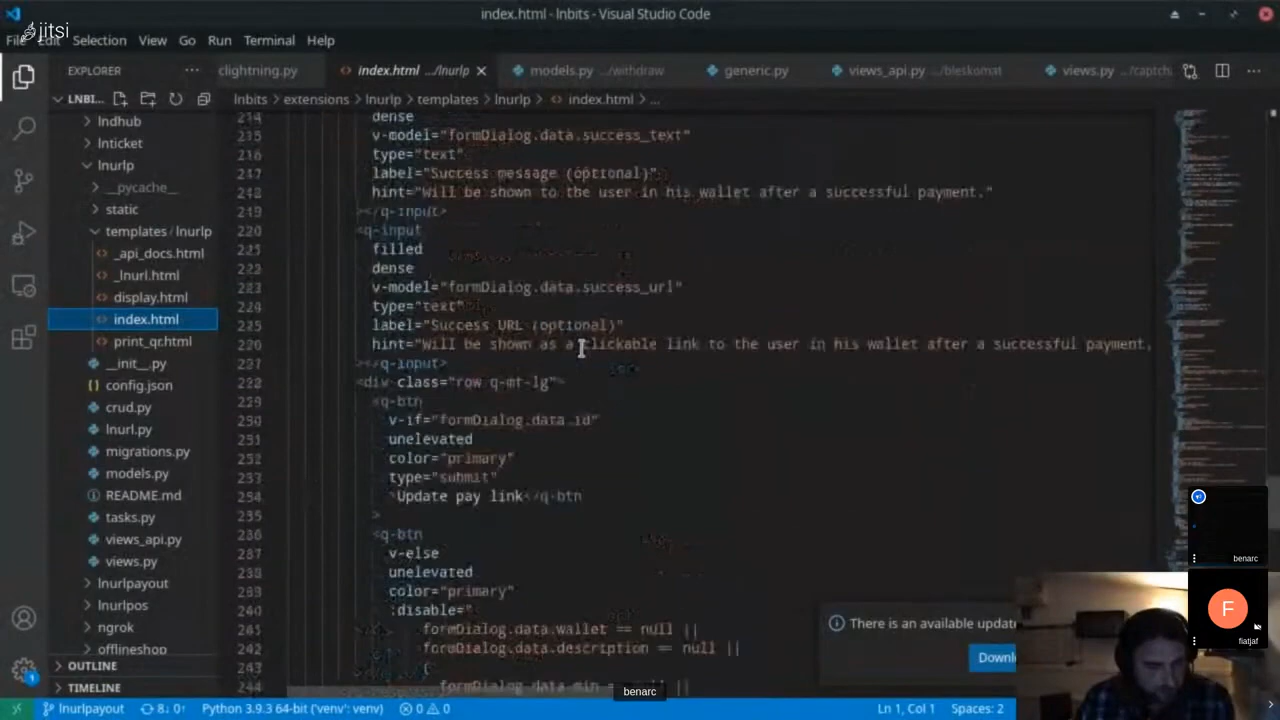 index.html - lnbits - Visual Studio Code
jitsi
File Edit Selection View Go Run Terminal Help
EXPLORER
clightning.py
index.html .../lnurlp
models.py .../withdraw
generic.py
views_api.py .../bleskomat
views.py .../captch
LNBI...
lnbits > extensions > lnurlp > templates > lnurlp > index.html > ...
lndhub
lnticket
lnurlp
__pycache__
static
templates / lnurlp
_api_docs.html
_lnurl.html
display.html
index.html
print_qr.html
__init__.py
config.json
crud.py
lnurl.py
migrations.py
models.py
README.md
tasks.py
views_api.py
views.py
lnurlpayout
lnurlpos
ngrok
offlineshop
OUTLINE
TIMELINE
dense
v-model="formDialog.data.success_text"
type="text"
label="Success message (optional)"
hint="Will be shown to the user in his wallet after a successful payment."
></q-input>
<q-input
filled
dense
v-model="formDialog.data.success_url"
type="text"
label="Success URL (optional)"
hint="Will be shown as a clickable link to the user in his wallet after a successful payment,
></q-input>
<div class="row q-mt-lg">
<q-btn
v-if="formDialog.data.id"
unelevated
color="primary"
type="submit"
>Update pay link</q-btn
>
<q-btn
v-else
unelevated
color="primary"
:disable="
formDialog.data.wallet == null ||
formDialog.data.description == null ||
(
formDialog.data.min == null ||
There is an available update
Downl
benarc
F
fiatjaf
benarc
lnurlpayout
8↓ 0↑
Python 3.9.3 64-bit ('venv': venv)
0 0
Ln 1, Col 1
Spaces: 2
1